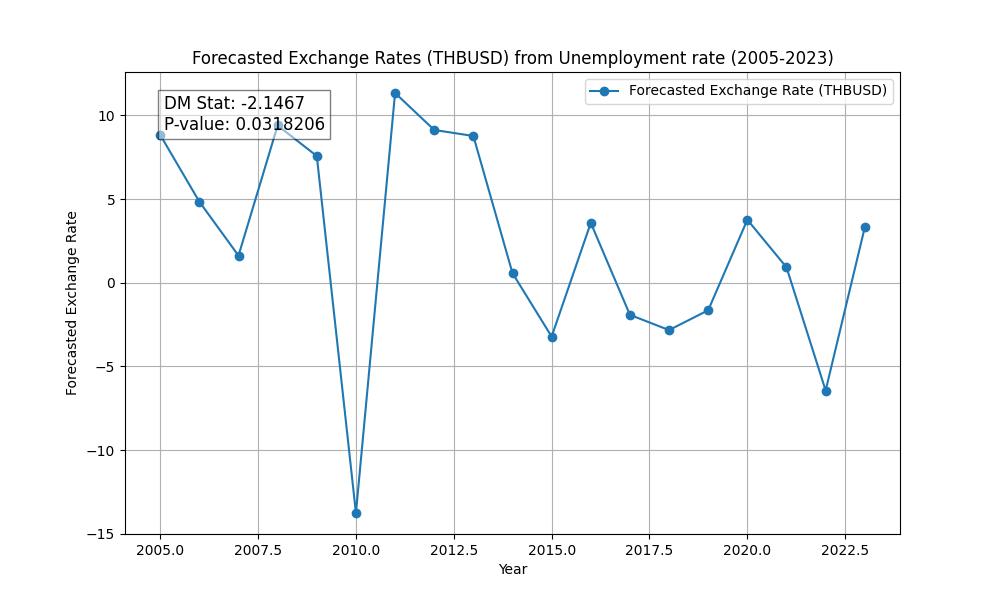 Forecasted Exchange Rates (THBUSD) from Unemployment rate (2005-2023)
DM Stat: -2.1467
P-value: 0.0318206
Forecasted Exchange Rate (THBUSD)
Forecasted Exchange Rate
10
5
0
−5
−10
−15
2005.0 2007.5 2010.0 2012.5 2015.0 2017.5 2020.0 2022.5
Year